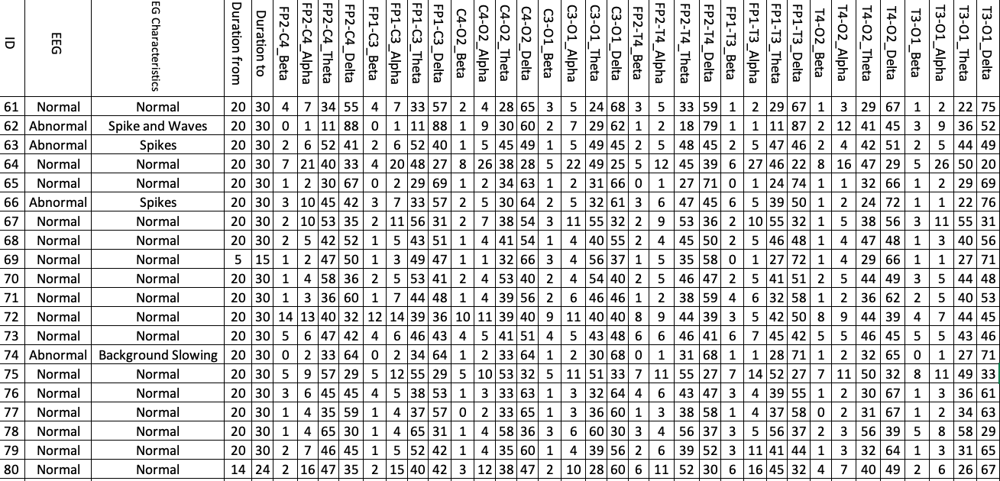 ID EEG EG Characteristics Duration from Duration to FP2-C4_Beta FP2-C4_Alpha FP2-C4_Theta FP2-C4_Delta FP1-C3_Beta FP1-C3_Alpha FP1-C3_Theta FP1-C3_Delta C4-O2_Beta C4-O2_Alpha C4-O2_Theta C4-O2_Delta C3-O1_Beta C3-O1_Alpha C3-O1_Theta C3-O1_Delta FP2-T4_Beta FP2-T4_Alpha FP2-T4_Theta FP2-T4_Delta FP1-T3_Beta FP1-T3_Alpha FP1-T3_Theta FP1-T3_Delta T4-O2_Beta T4-O2_Alpha T4-O2_Theta T4-O2_Delta T3-O1_Beta T3-O1_Alpha T3-O1_Theta T3-O1_Delta
61 Normal Normal 20 30 4 7 34 55 4 7 33 57 2 4 28 65 3 5 24 68 3 5 33 59 1 2 29 67 1 3 29 67 1 2 22 75
62 Abnormal Spike and Waves 20 30 0 1 11 88 0 1 11 88 1 9 30 60 2 7 29 62 1 2 18 79 1 1 11 87 2 12 41 45 3 9 36 52
63 Abnormal Spikes 20 30 2 6 52 41 2 6 52 40 1 5 45 49 1 5 49 45 2 5 48 45 2 5 47 46 2 4 42 51 2 5 44 49
64 Normal Normal 20 30 7 21 40 33 4 20 48 27 8 26 38 28 5 22 49 25 5 12 45 39 6 27 46 22 8 16 47 29 5 26 50 20
65 Normal Normal 20 30 1 2 30 67 0 2 29 69 1 2 34 63 1 2 31 66 0 1 27 71 0 1 24 74 1 1 32 66 1 2 29 69
66 Abnormal Spikes 20 30 3 10 45 42 3 7 33 57 2 5 30 64 2 5 32 61 3 6 47 45 6 5 39 50 1 2 24 72 1 1 22 76
67 Normal Normal 20 30 2 10 53 35 2 11 56 31 2 7 38 54 3 11 55 32 2 9 53 36 2 10 55 32 1 5 38 56 3 11 55 31
68 Normal Normal 20 30 2 5 42 52 1 5 43 51 1 4 41 54 1 4 40 55 2 4 45 50 2 5 46 48 1 4 47 48 1 3 40 56
69 Normal Normal 5 15 1 2 47 50 1 3 49 47 1 1 32 66 3 4 56 37 1 5 35 58 0 1 27 72 1 4 29 66 1 1 27 71
70 Normal Normal 20 30 1 4 58 36 2 5 53 41 2 4 53 40 2 4 54 40 2 5 46 47 2 5 41 51 2 5 44 49 3 5 44 48
71 Normal Normal 20 30 1 3 36 60 1 7 44 48 1 4 39 56 2 6 46 46 1 2 38 59 4 6 32 58 1 2 36 62 2 5 40 53
72 Normal Normal 20 30 14 13 40 32 12 14 39 36 10 11 39 40 9 11 40 40 8 9 44 39 3 5 42 50 8 9 44 39 4 7 44 45
73 Normal Normal 20 30 5 6 47 42 4 6 46 43 4 5 41 51 4 5 43 48 6 6 46 41 6 7 45 42 5 5 46 45 5 5 43 46
74 Abnormal Background Slowing 20 30 0 2 33 64 0 2 34 64 1 2 33 64 1 2 30 68 0 1 31 68 1 1 28 71 1 2 32 65 0 1 27 71
75 Normal Normal 20 30 5 9 57 29 5 12 55 29 5 10 53 32 5 11 51 33 7 11 55 27 7 14 52 27 7 11 50 32 8 11 49 33
76 Normal Normal 20 30 3 6 45 45 4 5 38 53 1 3 33 63 1 3 32 64 4 6 43 47 3 4 39 55 1 2 30 67 1 3 36 61
77 Normal Normal 20 30 1 4 35 59 1 4 37 57 0 2 33 65 1 3 36 60 1 3 38 58 1 4 37 58 0 2 31 67 1 2 34 63
78 Normal Normal 20 30 1 4 65 30 1 4 65 31 1 4 58 36 3 6 60 30 3 4 56 37 3 5 56 37 2 3 56 39 5 8 58 29
79 Normal Normal 20 30 2 7 46 45 1 5 52 42 1 4 35 60 1 4 39 56 2 6 39 52 3 11 41 44 1 3 32 64 1 3 31 65
80 Normal Normal 14 24 2 16 47 35 2 15 40 42 3 12 38 47 2 10 28 60 6 11 52 30 6 16 45 32 4 7 40 49 2 6 26 67